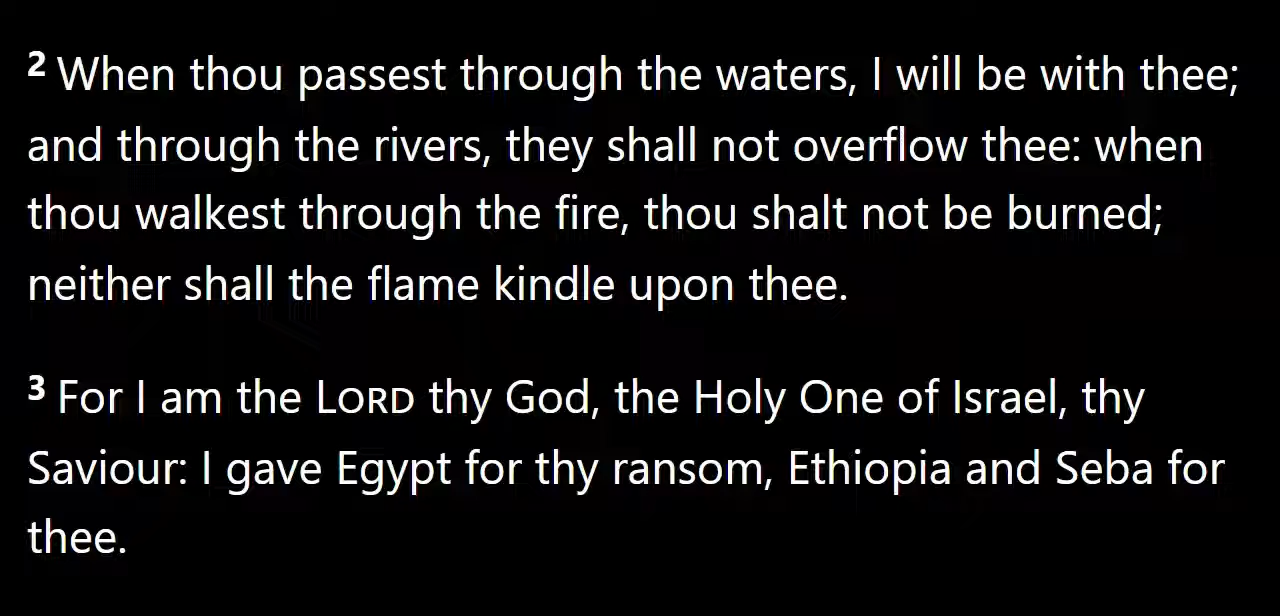 2 When thou passest through the waters, I will be with thee;
and through the rivers, they shall not overflow thee: when
thou walkest through the fire, thou shalt not be burned;
neither shall the flame kindle upon thee.
3 For I am the LORD thy God, the Holy One of Israel, thy
Saviour: I gave Egypt for thy ransom, Ethiopia and Seba for
thee.